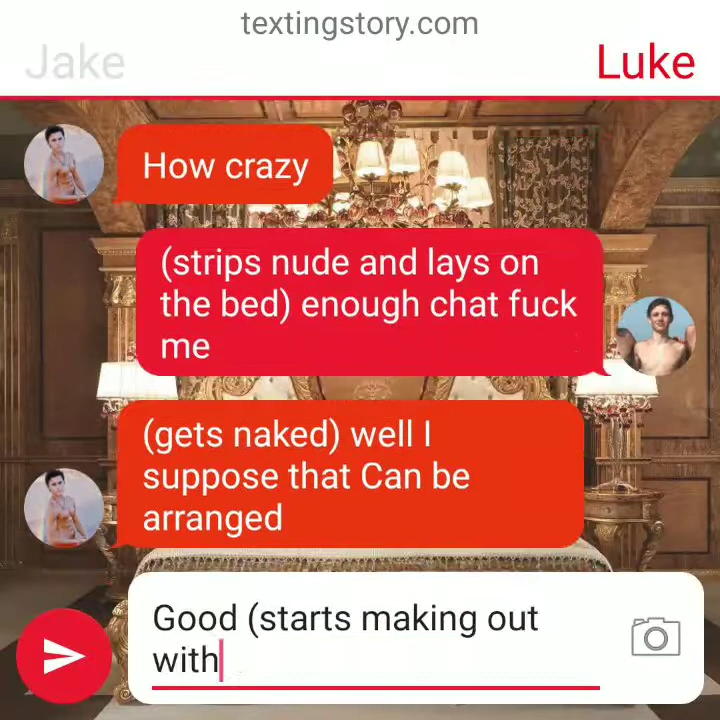 textingstory.com
Jake
Luke
How crazy
(strips nude and lays on
the bed) enough chat fuck
me
(gets naked) well I
suppose that Can be
arranged
Good (starts making out
with